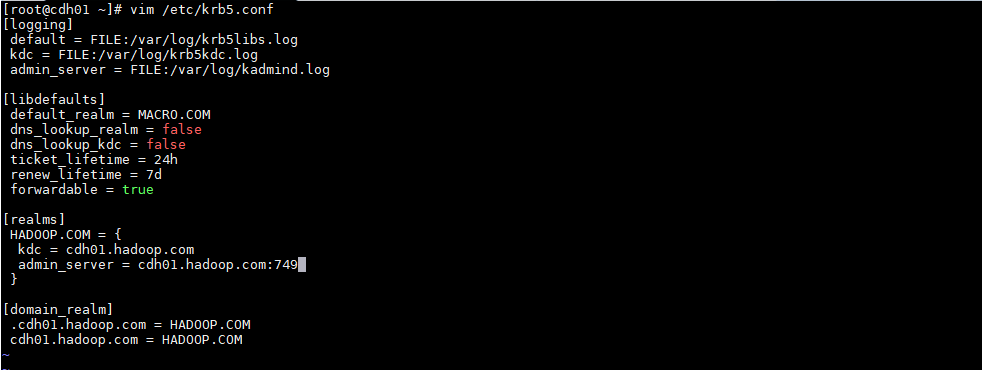 [root@cdh01 ~]# vim /etc/krb5.conf
[logging]
 default = FILE:/var/log/krb5libs.log
 kdc = FILE:/var/log/krb5kdc.log
 admin_server = FILE:/var/log/kadmind.log

[libdefaults]
 default_realm = MACRO.COM
 dns_lookup_realm = false
 dns_lookup_kdc = false
 ticket_lifetime = 24h
 renew_lifetime = 7d
 forwardable = true

[realms]
 HADOOP.COM = {
  kdc = cdh01.hadoop.com
  admin_server = cdh01.hadoop.com:749
 }

[domain_realm]
 .cdh01.hadoop.com = HADOOP.COM
 cdh01.hadoop.com = HADOOP.COM
~